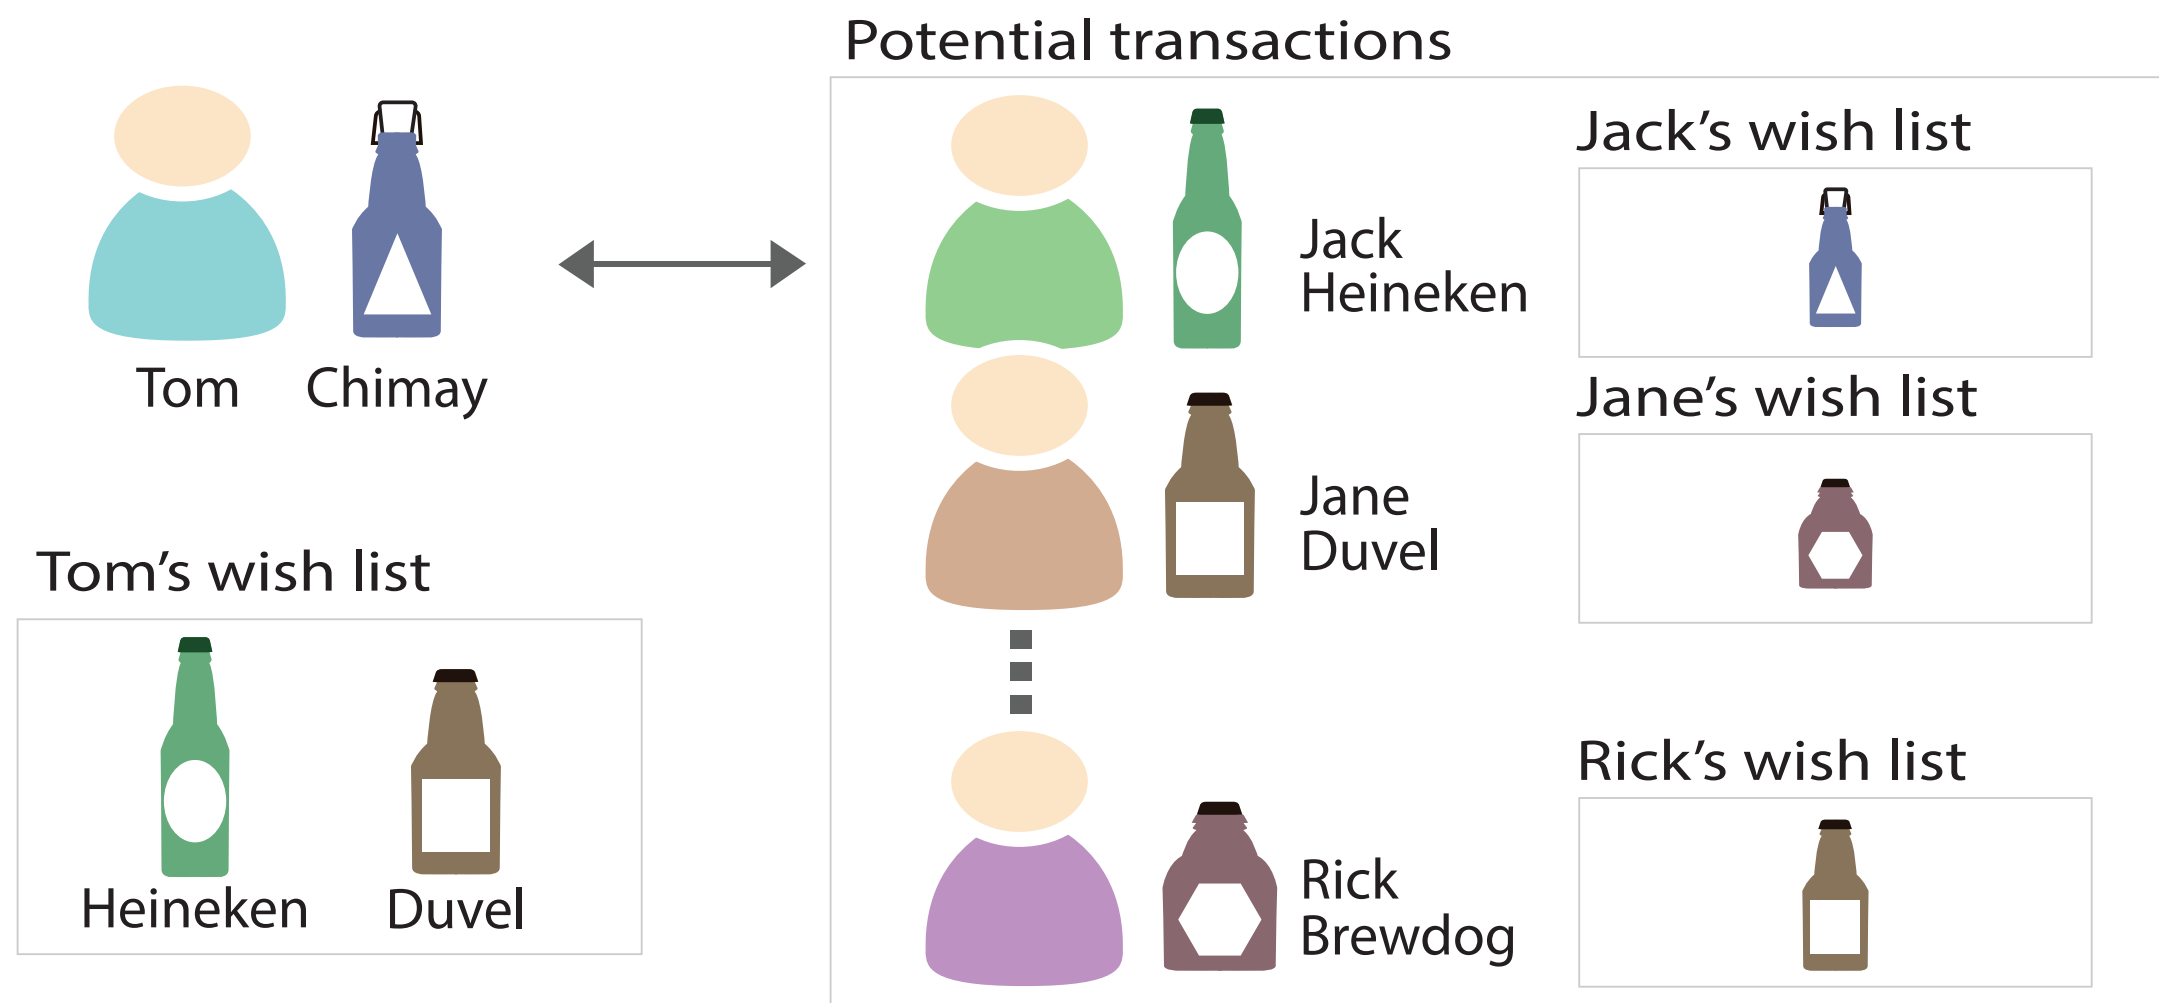 Potential transactions
Tom
Chimay
Tom’s wish list
Heineken
Duvel
Jack
Heineken
Jack’s wish list
Jane
Duvel
Jane’s wish list
Rick
Brewdog
Rick’s wish list